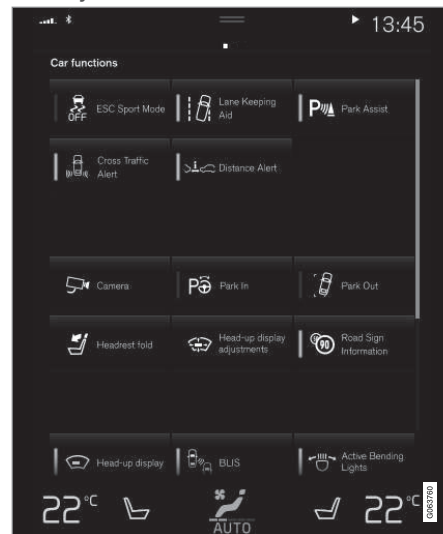 13:45
Car functions
OFF
ESC Sport Mode
Lane Keeping
Aid
P
Park Assist
Cross Traffic
Alert
Distance Alert
Camera
P
Park In
Park Out
Headrest fold
Head-up display
adjustments
90
Road Sign
Information
Head-up display
BLIS
Active Bending
Lights
22°C
AUTO
22°C
G063760